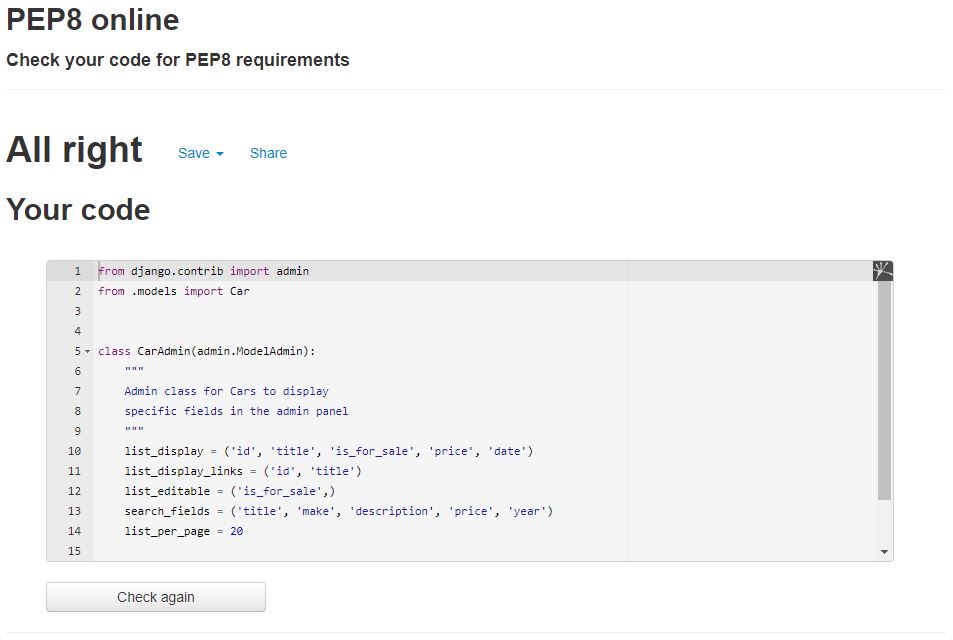 PEP8 online
Check your code for PEP8 requirements
All right Save Share
Your code
1 from django.contrib import admin
2 from .models import Car
3
4
5 class CarAdmin(admin.ModelAdmin):
6 """
7 Admin class for Cars to display
8 specific fields in the admin panel
9 """
10 list_display = ('id', 'title', 'is_for_sale', 'price', 'date')
11 list_display_links = ('id', 'title')
12 list_editable = ('is_for_sale',)
13 search_fields = ('title', 'make', 'description', 'price', 'year')
14 list_per_page = 20
15
Check again